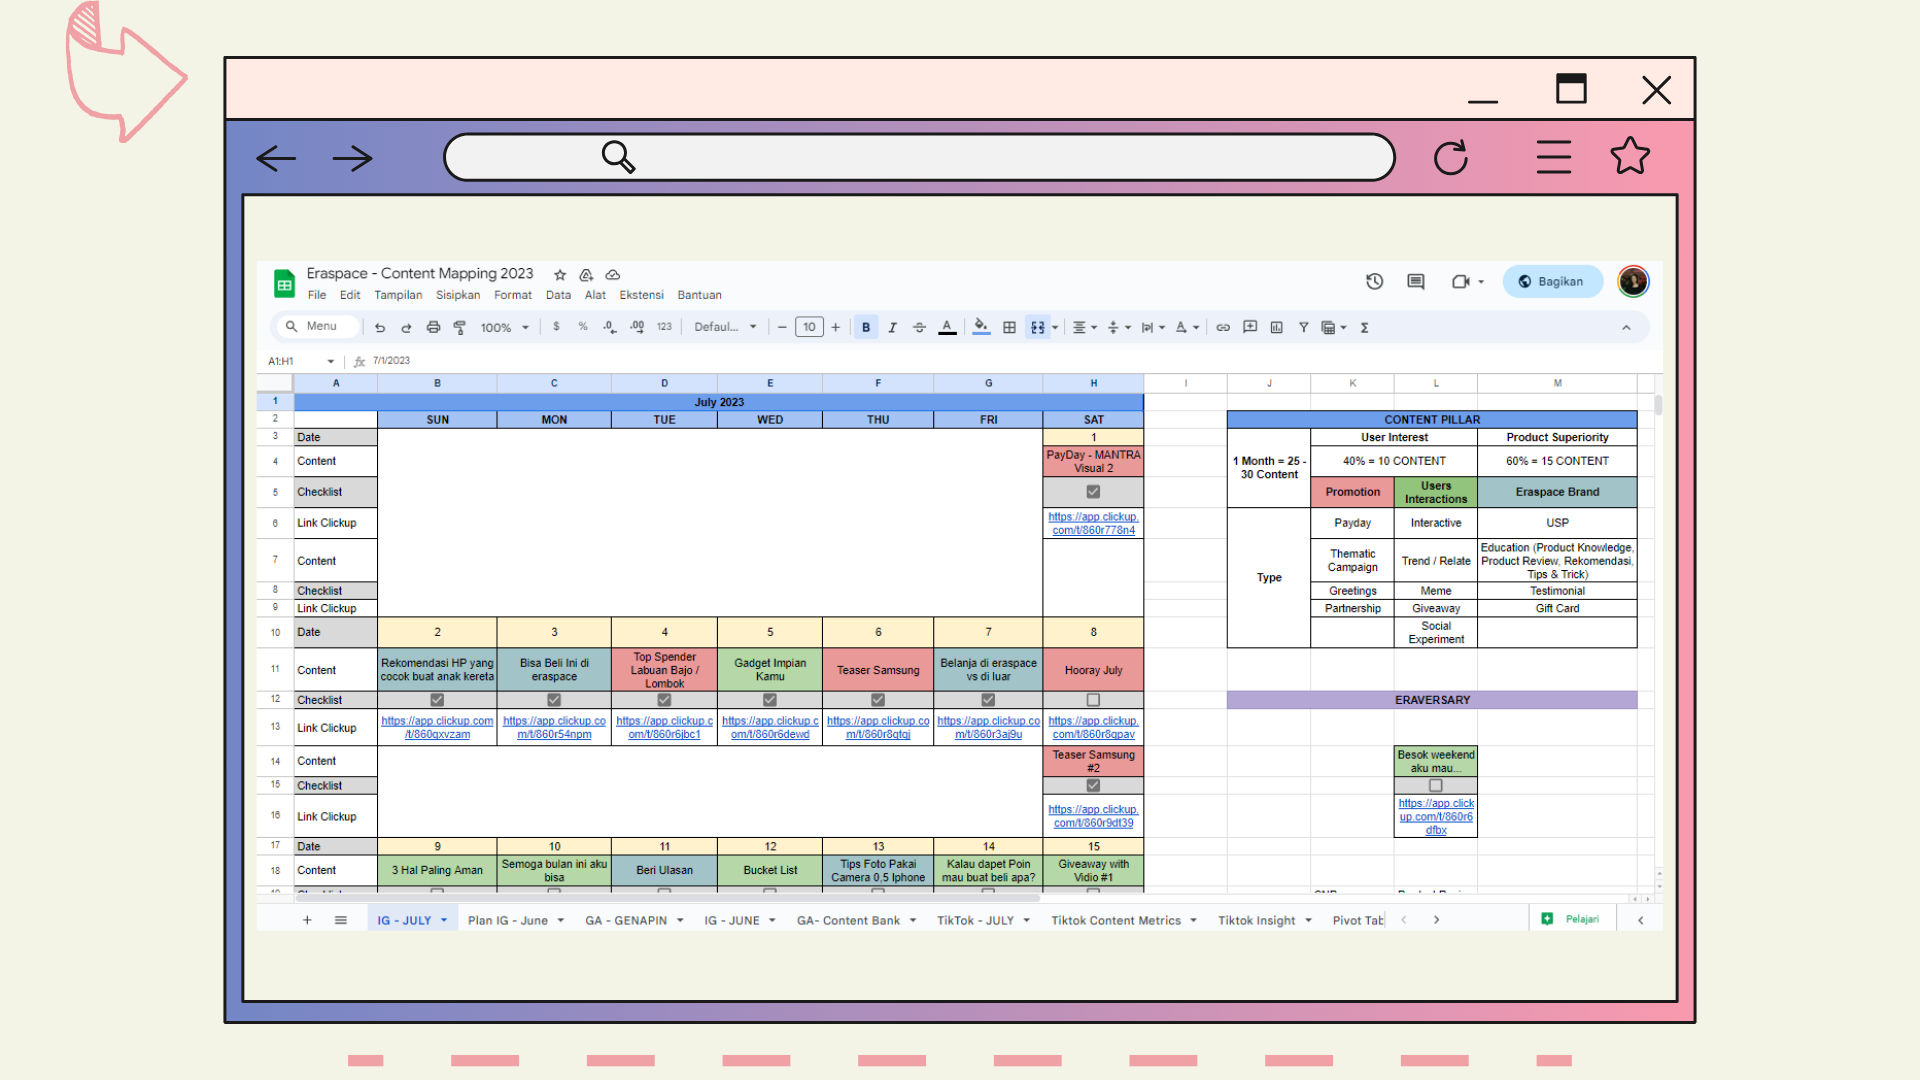 Eraspace - Content Mapping 2023
File Edit Tampilan Sisipkan Format Data Alat Ekstensi Bantuan
Bagikan
Menu 100% $ % .0 .00 123 Defaul... 10 B I A
A1:H1 fx 7/1/2023
A B C D E F G H I J K L M
1 July 2023
2 SUN MON TUE WED THU FRI SAT CONTENT PILLAR
3 Date 1 User Interest Product Superiority
4 Content PayDay - MANTRA
Visual 2
1 Month = 25 -
30 Content
40% = 10 CONTENT 60% = 15 CONTENT
5 Checklist Promotion Users
Interactions
Eraspace Brand
6 Link Clickup https://app.clickup.
com/t/860r778n4
Payday Interactive USP
7 Content Type Thematic
Campaign
Trend / Relate
Education (Product Knowledge,
Product Review, Rekomendasi,
Tips & Trick)
8 Checklist Greetings Meme Testimonial
9 Link Clickup Partnership Giveaway Gift Card
10 Date 2 3 4 5 6 7 8 Social
Experiment
11 Content Rekomendasi HP yang
cocok buat anak kereta
Bisa Beli Ini di
eraspace
Top Spender
Labuan Bajo /
Lombok
Gadget Impian
Kamu
Teaser Samsung
Belanja di eraspace
vs di luar
Hooray July
12 Checklist ERAVERSARY
13 Link Clickup https://app.clickup.com
/t/860qxvzam
https://app.clickup.co
m/t/860r54npm
https://app.clickup.c
om/t/860r6jbc1
https://app.clickup.c
om/t/860r6dewd
https://app.clickup.co
m/t/860r8qtqj
https://app.clickup.co
m/t/860r3aj9u
https://app.clickup.
com/t/860r8qpav
14 Content Teaser Samsung
#2
Besok weekend
aku mau...
15 Checklist
16 Link Clickup https://app.clickup.
com/t/860r9dt39
https://app.click
up.com/t/860r6
dfbx
17 Date 9 10 11 12 13 14 15
18 Content 3 Hal Paling Aman
Semoga bulan ini aku
bisa
Beri Ulasan
Bucket List
Tips Foto Pakai
Camera 0,5 Iphone
Kalau dapet Poin
mau buat beli apa?
Giveaway with
Vidio #1
IG - JULY Plan IG - June GA - GENAPIN IG - JUNE GA- Content Bank TikTok - JULY Tiktok Content Metrics Tiktok Insight Pivot Tab Pelajari